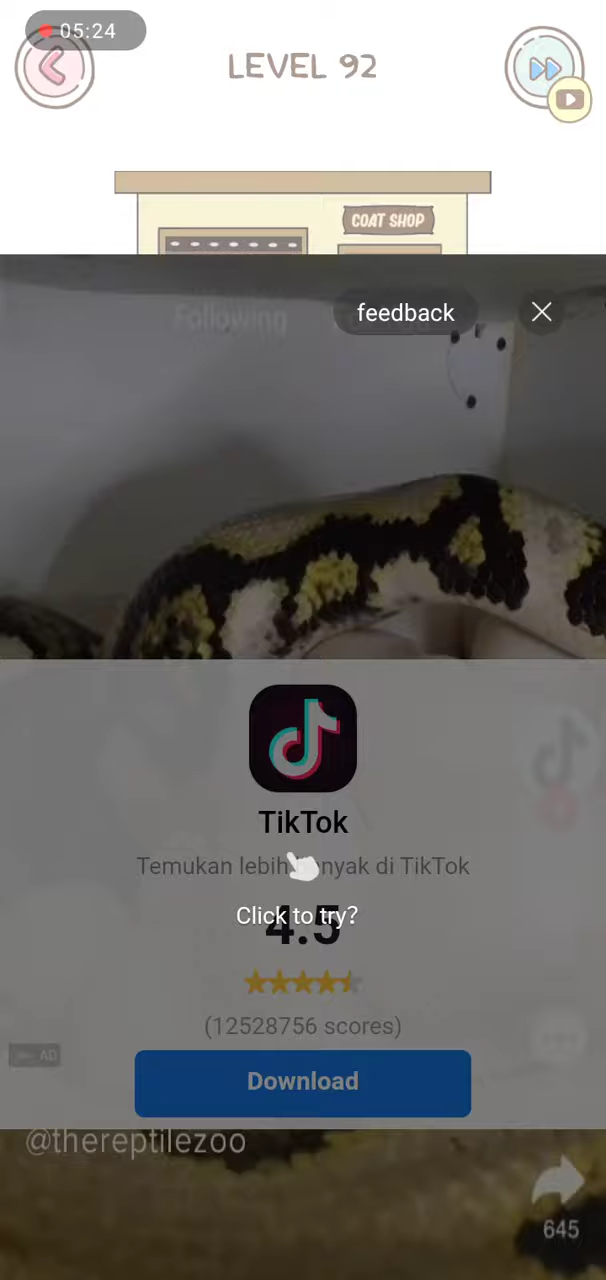 05:24
LEVEL 92
COAT SHOP
Following
feedback
TikTok
Temukan lebih banyak di TikTok
Click to try?
4.5
(12528756 scores)
AD
Download
@thereptilezoo
645